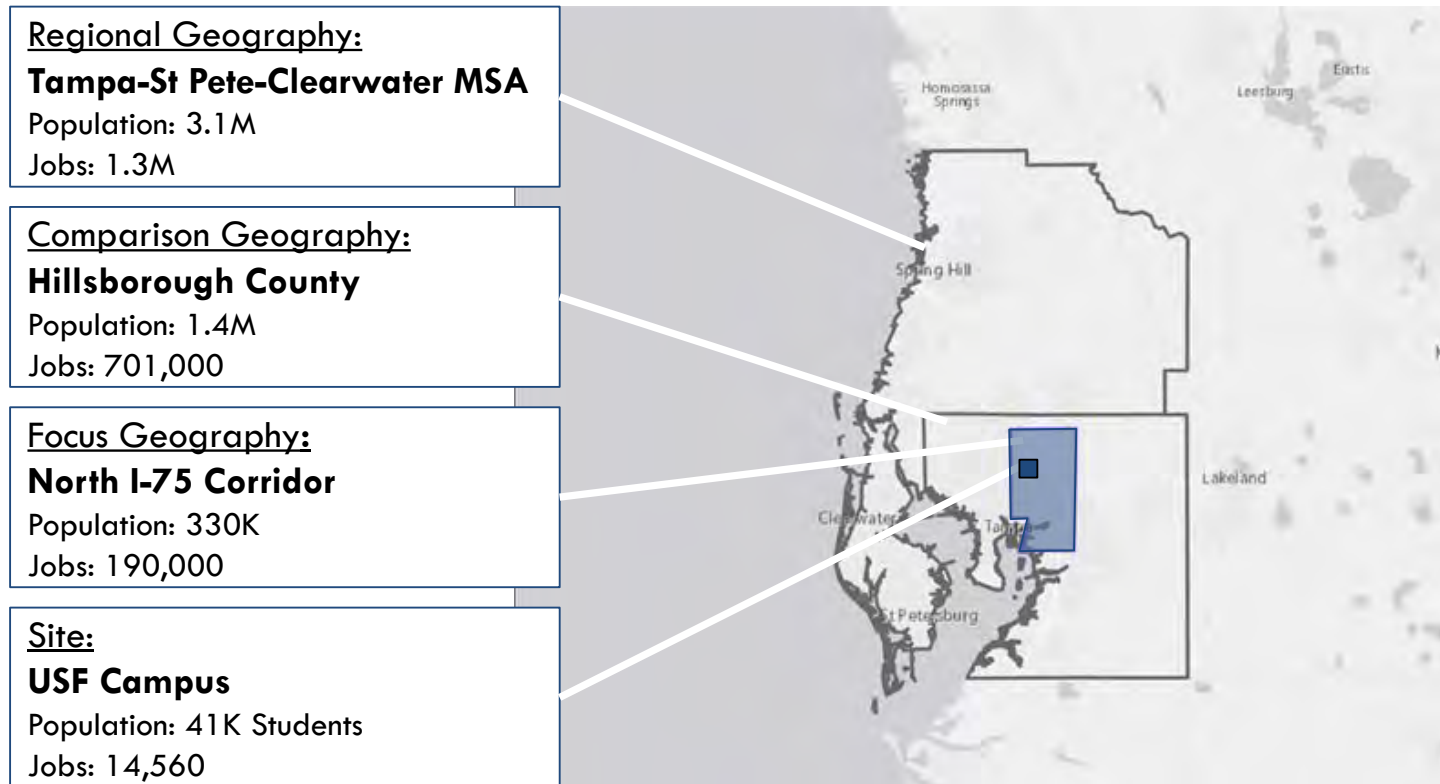 Regional Geography:
Tampa-St Pete-Clearwater MSA
Population: 3.1M
Jobs: 1.3M
Comparison Geography:
Hillsborough County
Population: 1.4M
Jobs: 701,000
Focus Geography:
North I-75 Corridor
Population: 330K
Jobs: 190,000
Site:
USF Campus
Population: 41K Students
Jobs: 14,560
Homosassa
Springs
Leesburg
Eustis
Spring Hill
Lakeland
Clearwater
St Petersburg